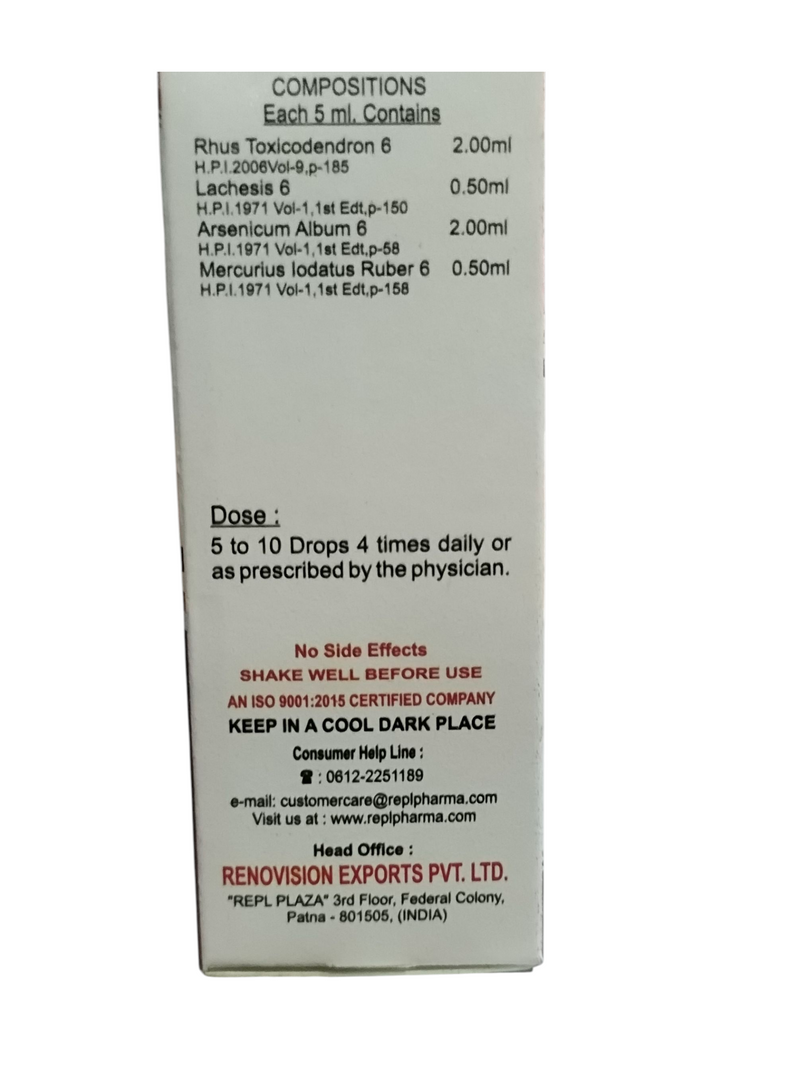 COMPOSITIONS
Each 5 ml. Contains
Rhus Toxicodendron 6 2.00ml
H.P.I.2006Vol-9,p-185
Lachesis 6 0.50ml
H.P.I.1971 Vol-1,1st Edt,p-150
Arsenicum Album 6 2.00ml
H.P.I.1971 Vol-1,1st Edt,p-58
Mercurius Iodatus Ruber 6 0.50ml
H.P.I.1971 Vol-1,1st Edt,p-158
Dose :
5 to 10 Drops 4 times daily or
as prescribed by the physician.
No Side Effects
SHAKE WELL BEFORE USE
AN ISO 9001:2015 CERTIFIED COMPANY
KEEP IN A COOL DARK PLACE
Consumer Help Line :
☎ : 0612-2251189
e-mail: customercare@replpharma.com
Visit us at : www.replpharma.com
Head Office :
RENOVISION EXPORTS PVT. LTD.
"REPL PLAZA" 3rd Floor, Federal Colony,
Patna - 801505, (INDIA)